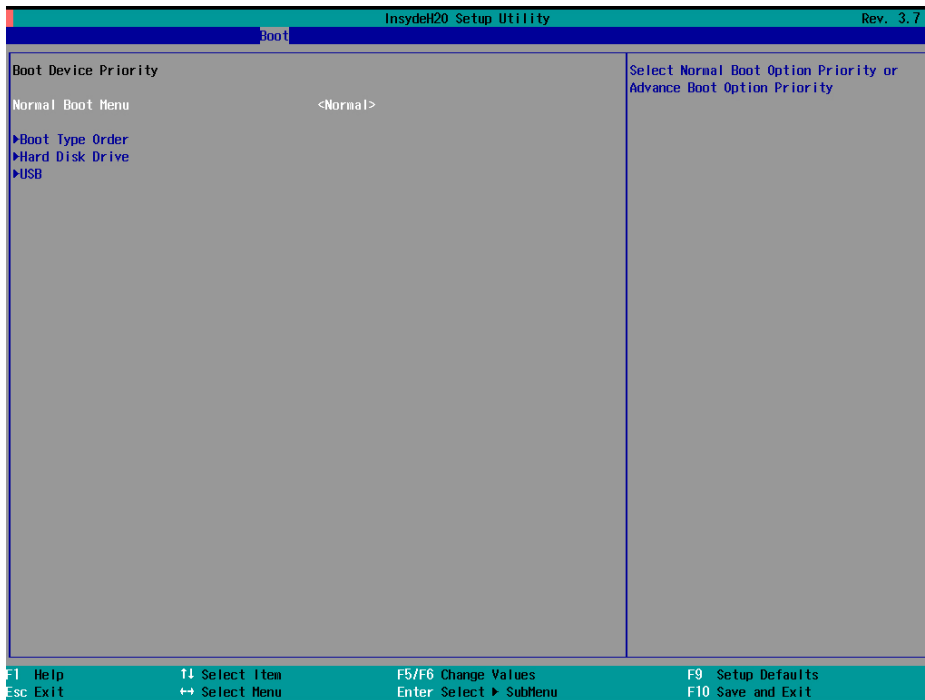 InsydeH20 Setup Utility Rev. 3.7
Boot
Boot Device Priority
Normal Boot Menu <Normal>
▶Boot Type Order
▶Hard Disk Drive
▶USB
Select Normal Boot Option Priority or
Advance Boot Option Priority
F1 Help ↑↓ Select Item F5/F6 Change Values F9 Setup Defaults
Esc Exit ↔ Select Menu Enter Select ▶ SubMenu F10 Save and Exit